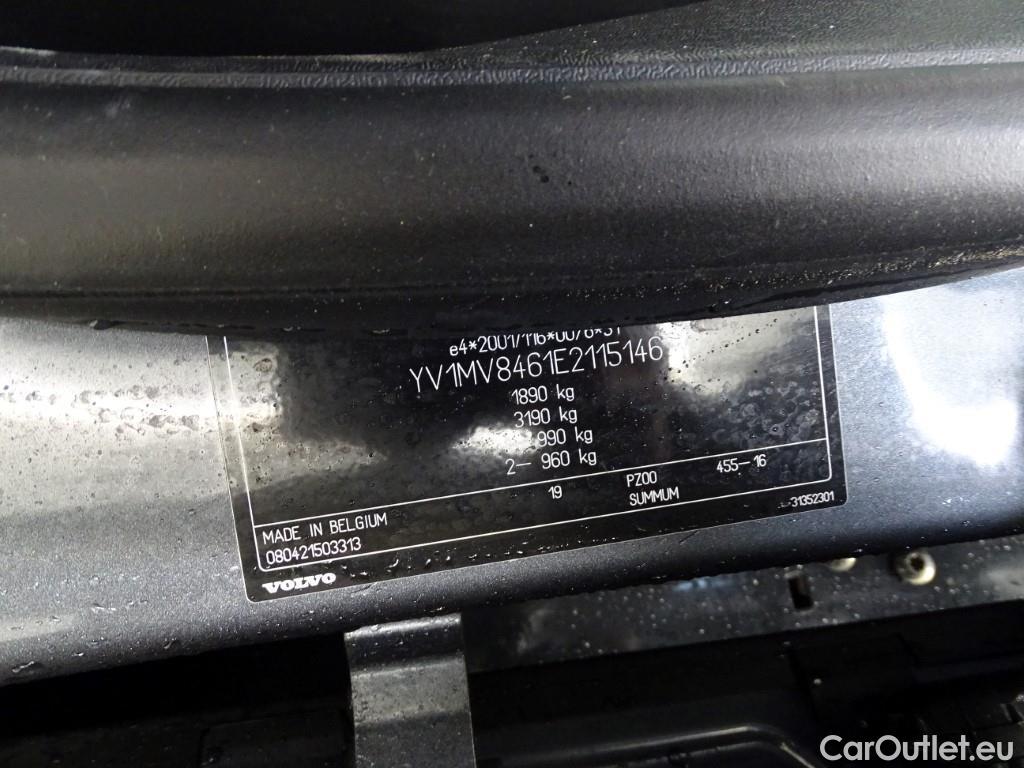 e4*2001/116*0076*31
YV1MV8461E2115146
1890 kg
3190 kg
990 kg
2– 960 kg
19 PZ00 455–16
MADE IN BELGIUM SUMMUM
080421503313 31352301
VOLVO
CarOutlet.eu